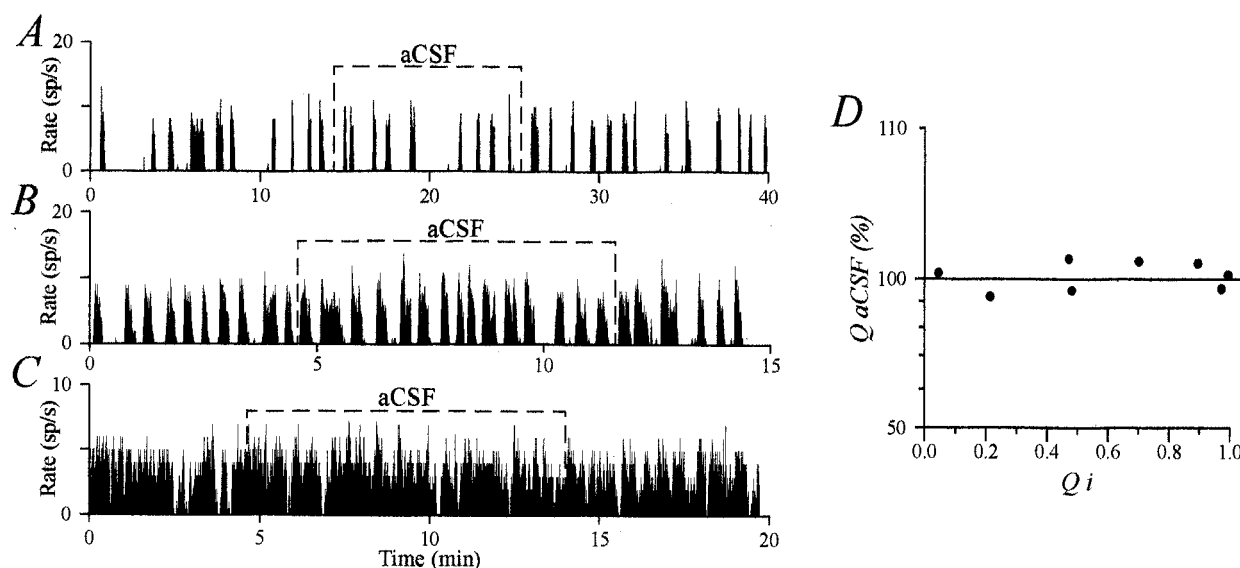 A
20
Rate (sp/s)
0
aCSF
0 10 20 30 40
B
20
Rate (sp/s)
0
aCSF
0 5 10 15
C
10
Rate (sp/s)
0
aCSF
0 5 10 15 20
Time (min)
D
110
Q aCSF (%)
100
50
0.0 0.2 0.4 0.6 0.8 1.0
Q i